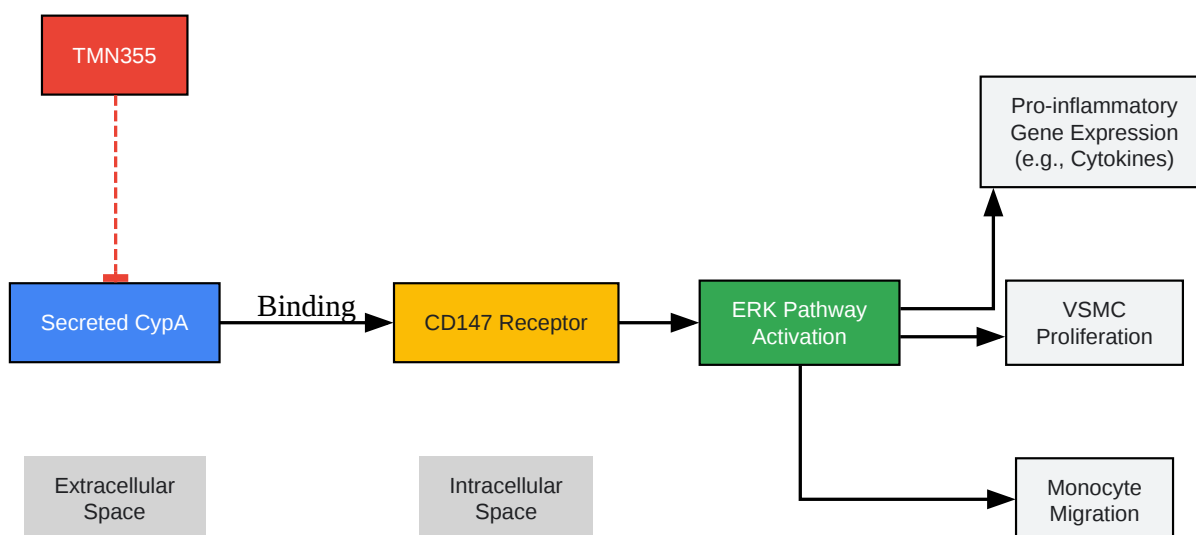 TMN355
Pro-inflammatory
Gene Expression
(e.g., Cytokines)
Secreted CypA
Binding
CD147 Receptor
ERK Pathway
Activation
VSMC
Proliferation
Extracellular
Space
Intracellular
Space
Monocyte
Migration